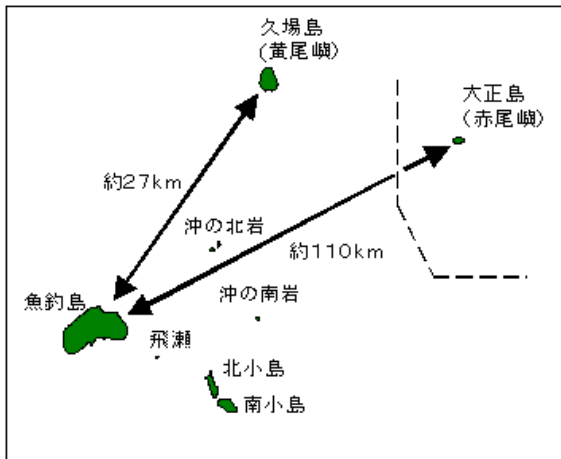 久場島
(黄尾嶼)
大正島
(赤尾嶼)
約27km
沖の北岩
約110km
魚釣島
沖の南岩
飛瀬
北小島
南小島